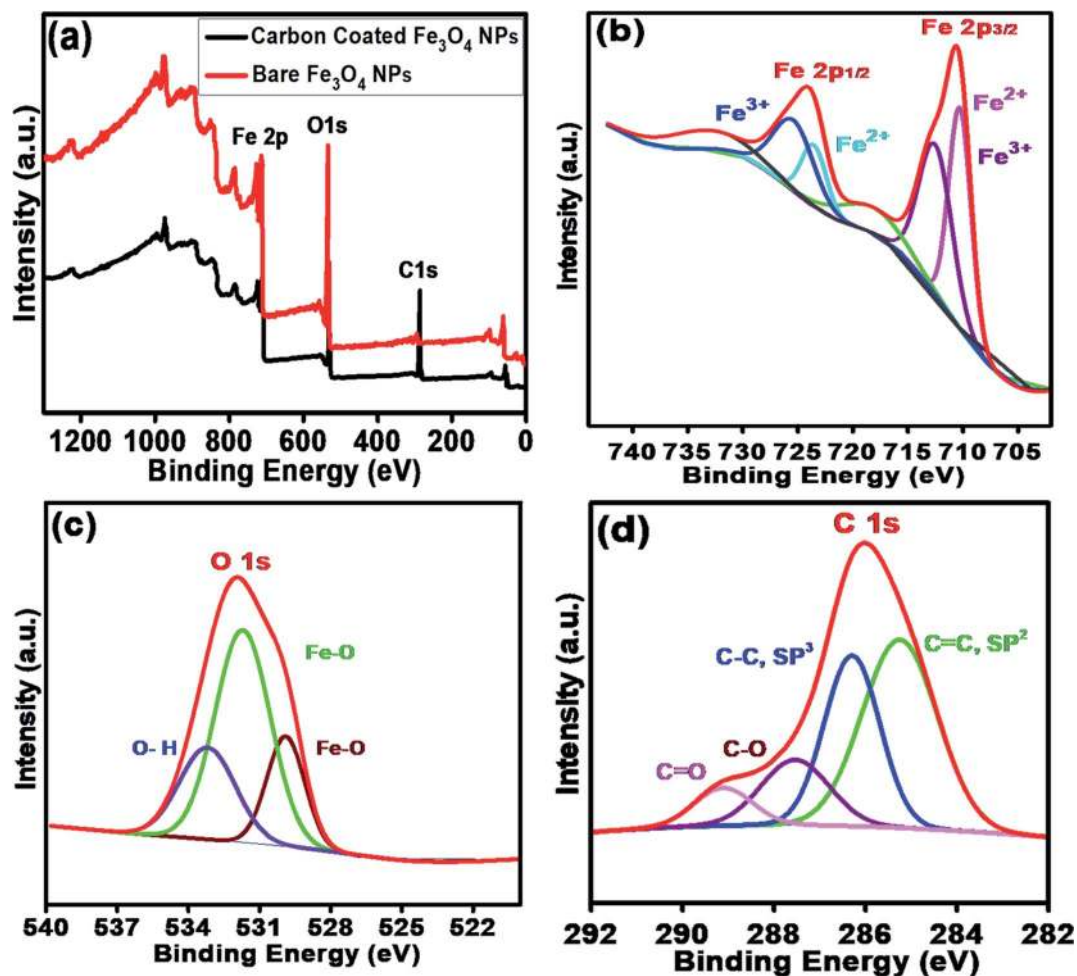 (a)
Carbon Coated Fe₃O₄ NPs
Bare Fe₃O₄ NPs
Fe 2p
O1s
C1s
Intensity (a.u.)
1200 1000 800 600 400 200 0
Binding Energy (eV)
(b)
Fe 2p3/2
Fe 2p1/2
Fe³⁺
Fe²⁺
Fe²⁺
Fe³⁺
Intensity (a.u.)
740 735 730 725 720 715 710 705
Binding Energy (eV)
(c)
O 1s
Fe-O
O- H
Fe-O
Intensity (a.u.)
540 537 534 531 528 525 522
Binding Energy (eV)
(d)
C 1s
C-C, SP³
C=C, SP²
C-O
C=O
Intensity (a.u.)
292 290 288 286 284 282
Binding Energy (eV)